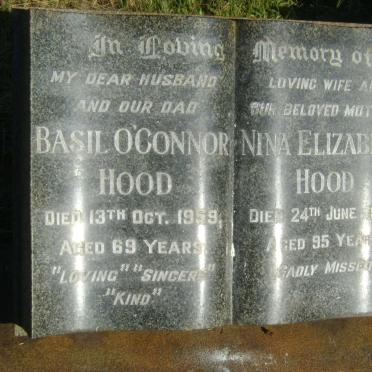 In Loving Memory of
MY DEAR HUSBAND
AND OUR DAD
BASIL O'CONNOR
HOOD
DIED 13TH OCT. 1959,
AGED 69 YEARS.
"LOVING" "SINCERE"
"KIND"
LOVING WIFE
OUR BELOVED
NINA
HOOD
DIED 24TH JUNE
AGED 95
SADLY